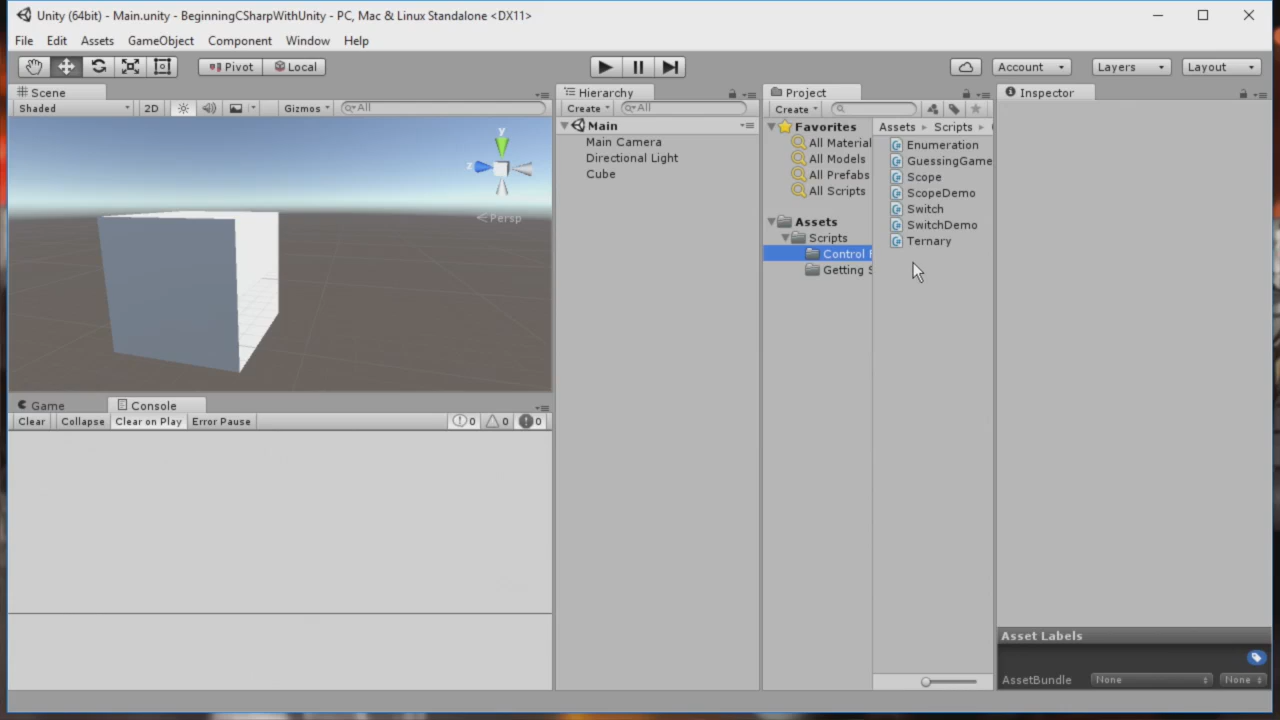 Unity (64bit) - Main.unity - BeginningCSharpWithUnity - PC, Mac & Linux Standalone <DX11>
File Edit Assets GameObject Component Window Help
Pivot Local
Account Layers Layout
Scene
Shaded 2D Gizmos All
y
z
Persp
Game Console
Clear Collapse Clear on Play Error Pause 0 0 0
Hierarchy
Create All
Main
Main Camera
Directional Light
Cube
Project
Create
Favorites
All Material
All Models
All Prefabs
All Scripts
Assets
Scripts
Control F
Getting S
Assets Scripts
Enumeration
GuessingGame
Scope
ScopeDemo
Switch
SwitchDemo
Ternary
Inspector
Asset Labels
AssetBundle None None